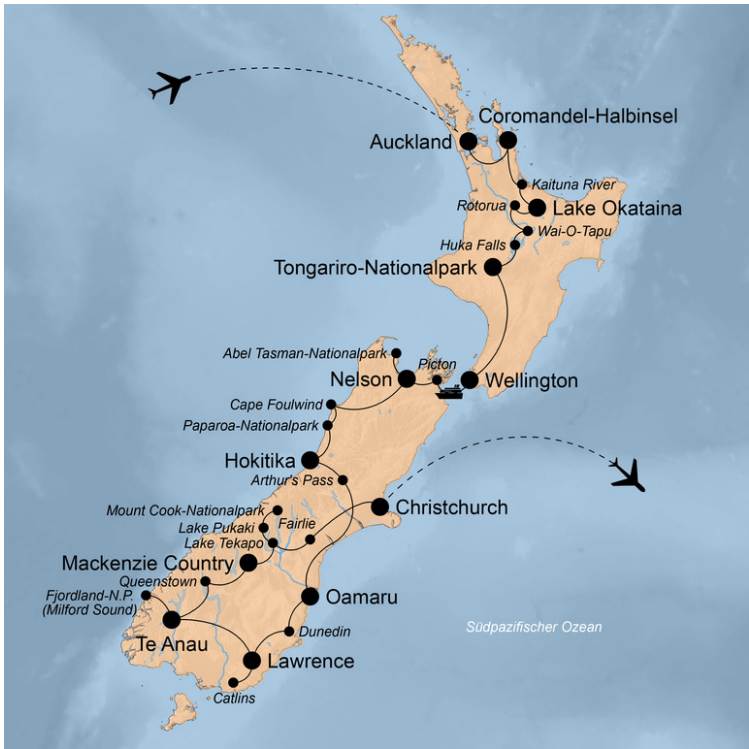 Coromandel-Halbinsel
Auckland
Kaituna River
Rotorua
Lake Okataina
Wai-O-Tapu
Huka Falls
Tongariro-Nationalpark
Abel Tasman-Nationalpark
Picton
Nelson
Wellington
Cape Foulwind
Paparoa-Nationalpark
Hokitika
Arthur's Pass
Mount Cook-Nationalpark
Christchurch
Lake Pukaki
Fairlie
Lake Tekapo
Mackenzie Country
Queenstown
Fjordland-N.P.
(Milford Sound)
Oamaru
Südpazifischer Ozean
Dunedin
Te Anau
Lawrence
Catlins